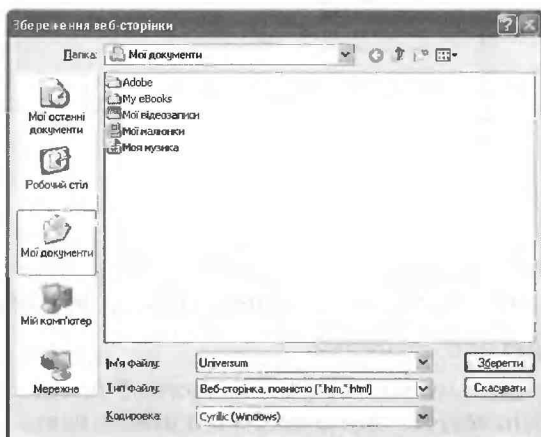 Збереження веб-сторінки
Папка: Мої документи
Adobe
My eBooks
Мої відеозаписи
Мої малюнки
Моя музика
Мої останні документи
Робочий стіл
Мої документи
Мій комп'ютер
Мережне
Ім'я файлу: Universum Зберегти
Тип файлу: Веб-сторінка, повністю (*.htm,*.html) Скасувати
Кодировка: Cyrillic (Windows)